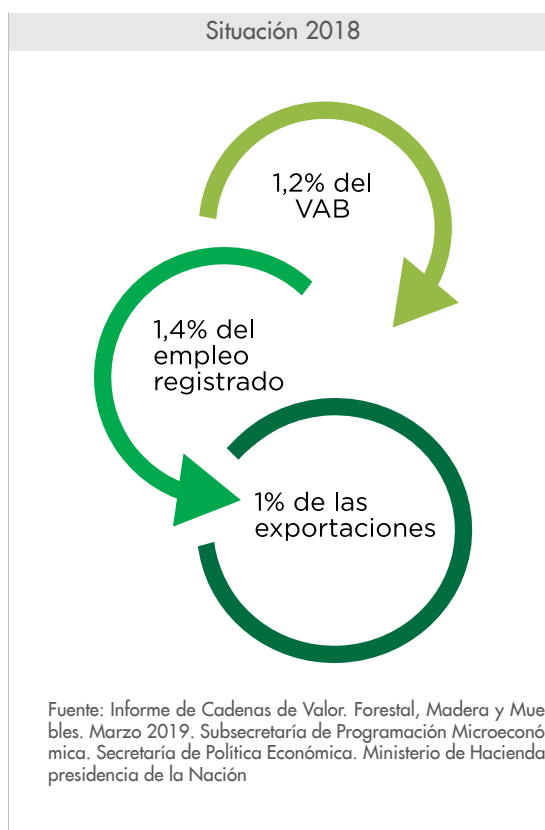 Situación 2018
1,2% del
VAB
1,4% del
empleo
registrado
1% de las
exportaciones
Fuente: Informe de Cadenas de Valor. Forestal, Madera y Mue
bles. Marzo 2019. Subsecretaría de Programación Microeconó
mica. Secretaría de Política Económica. Ministerio de Hacienda
presidencia de la Nación